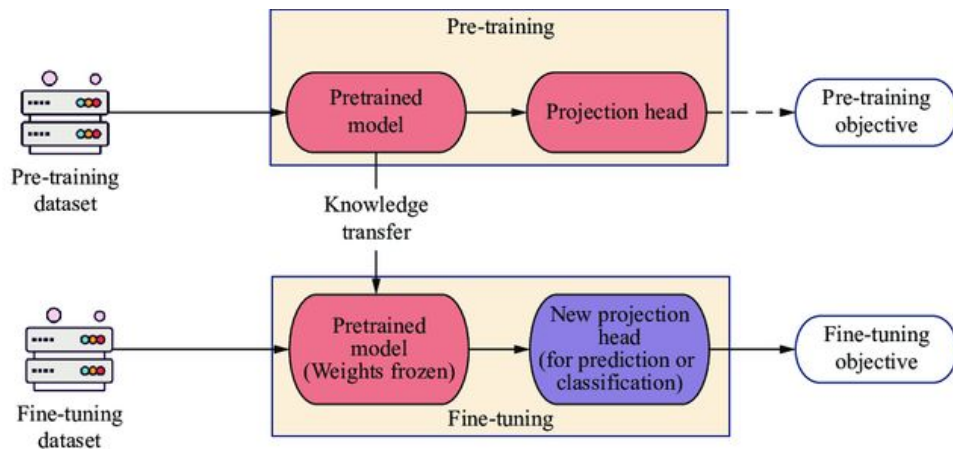 Pre-training
Pretrained
model
Projection head
Pre-training
objective
Pre-training
dataset
Knowledge
transfer
Pretrained
model
(Weights frozen)
New projection
head
(for prediction or
classification)
Fine-tuning
objective
Fine-tuning
dataset
Fine-tuning